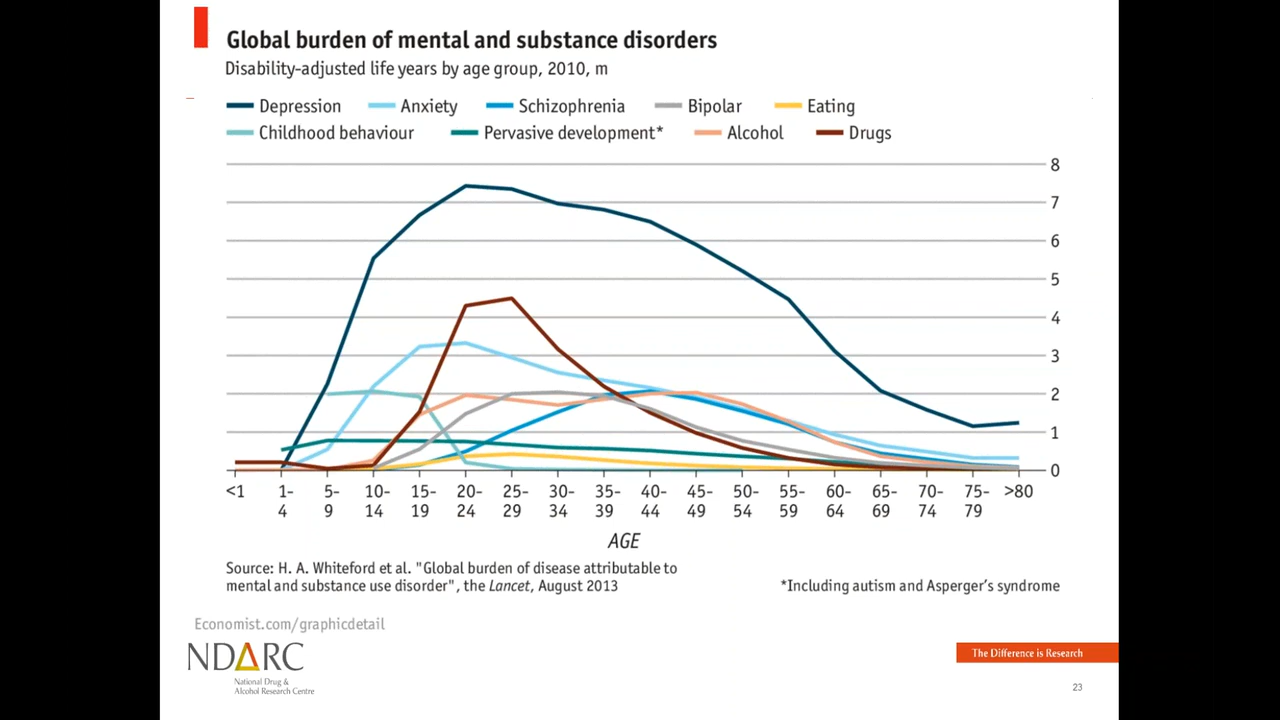 Global burden of mental and substance disorders
Disability-adjusted life years by age group, 2010, m
Depression Anxiety Schizophrenia Bipolar Eating
Childhood behaviour Pervasive development* Alcohol Drugs
8
7
6
5
4
3
2
1
0
<1 1- 5- 10- 15- 20- 25- 30- 35- 40- 45- 50- 55- 60- 65- 70- 75- >80
4 9 14 19 24 29 34 39 44 49 54 59 64 69 74 79
AGE
Source: H. A. Whiteford et al. "Global burden of disease attributable to
mental and substance use disorder", the Lancet, August 2013
*Including autism and Asperger's syndrome
Economist.com/graphicdetail
NDARC
National Drug &
Alcohol Research Centre
The Difference is Research
23